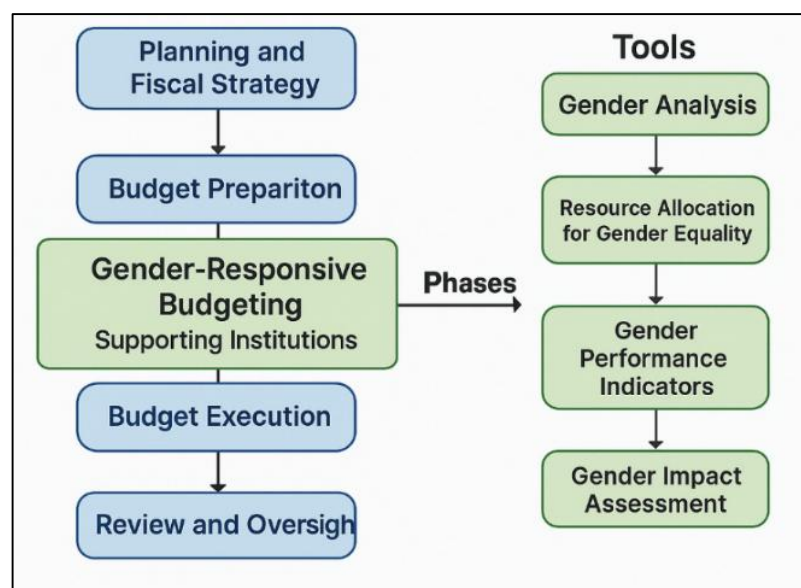 Planning and
Fiscal Strategy
Budget Prepariton
Gender-Responsive
Budgeting
Supporting Institutions
Budget Execution
Review and Oversigh
Phases
Tools
Gender Analysis
Resource Allocation
for Gender Equality
Gender
Performance
Indicators
Gender Impact
Assessment